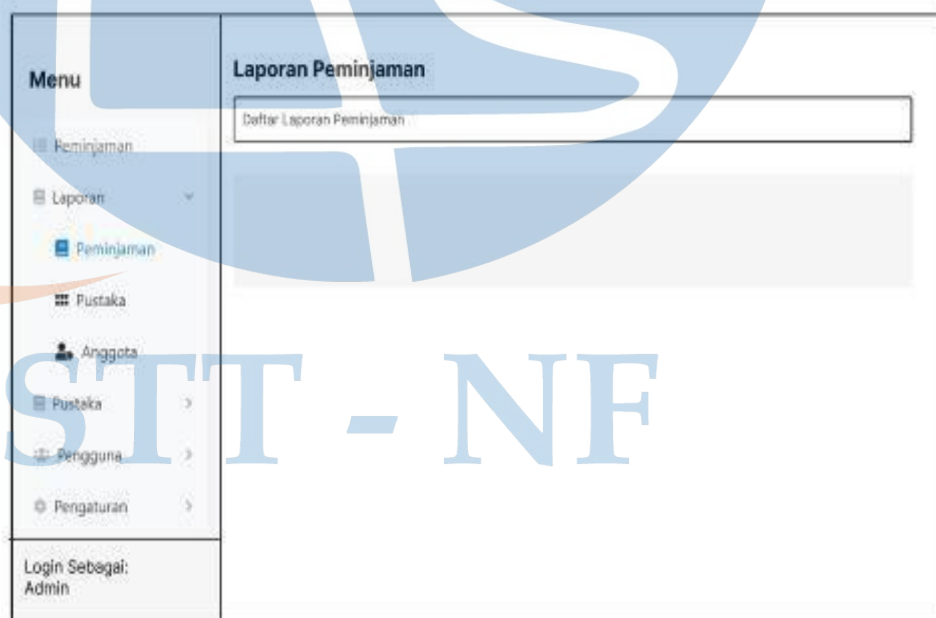 Menu
Peminjaman
Laporan
Peminjaman
Pustaka
Anggota
Pustaka
Pengguna
Pengaturan
Login Sebagai:
Admin
Laporan Peminjaman
Daftar Laporan Peminjaman
STT - NF